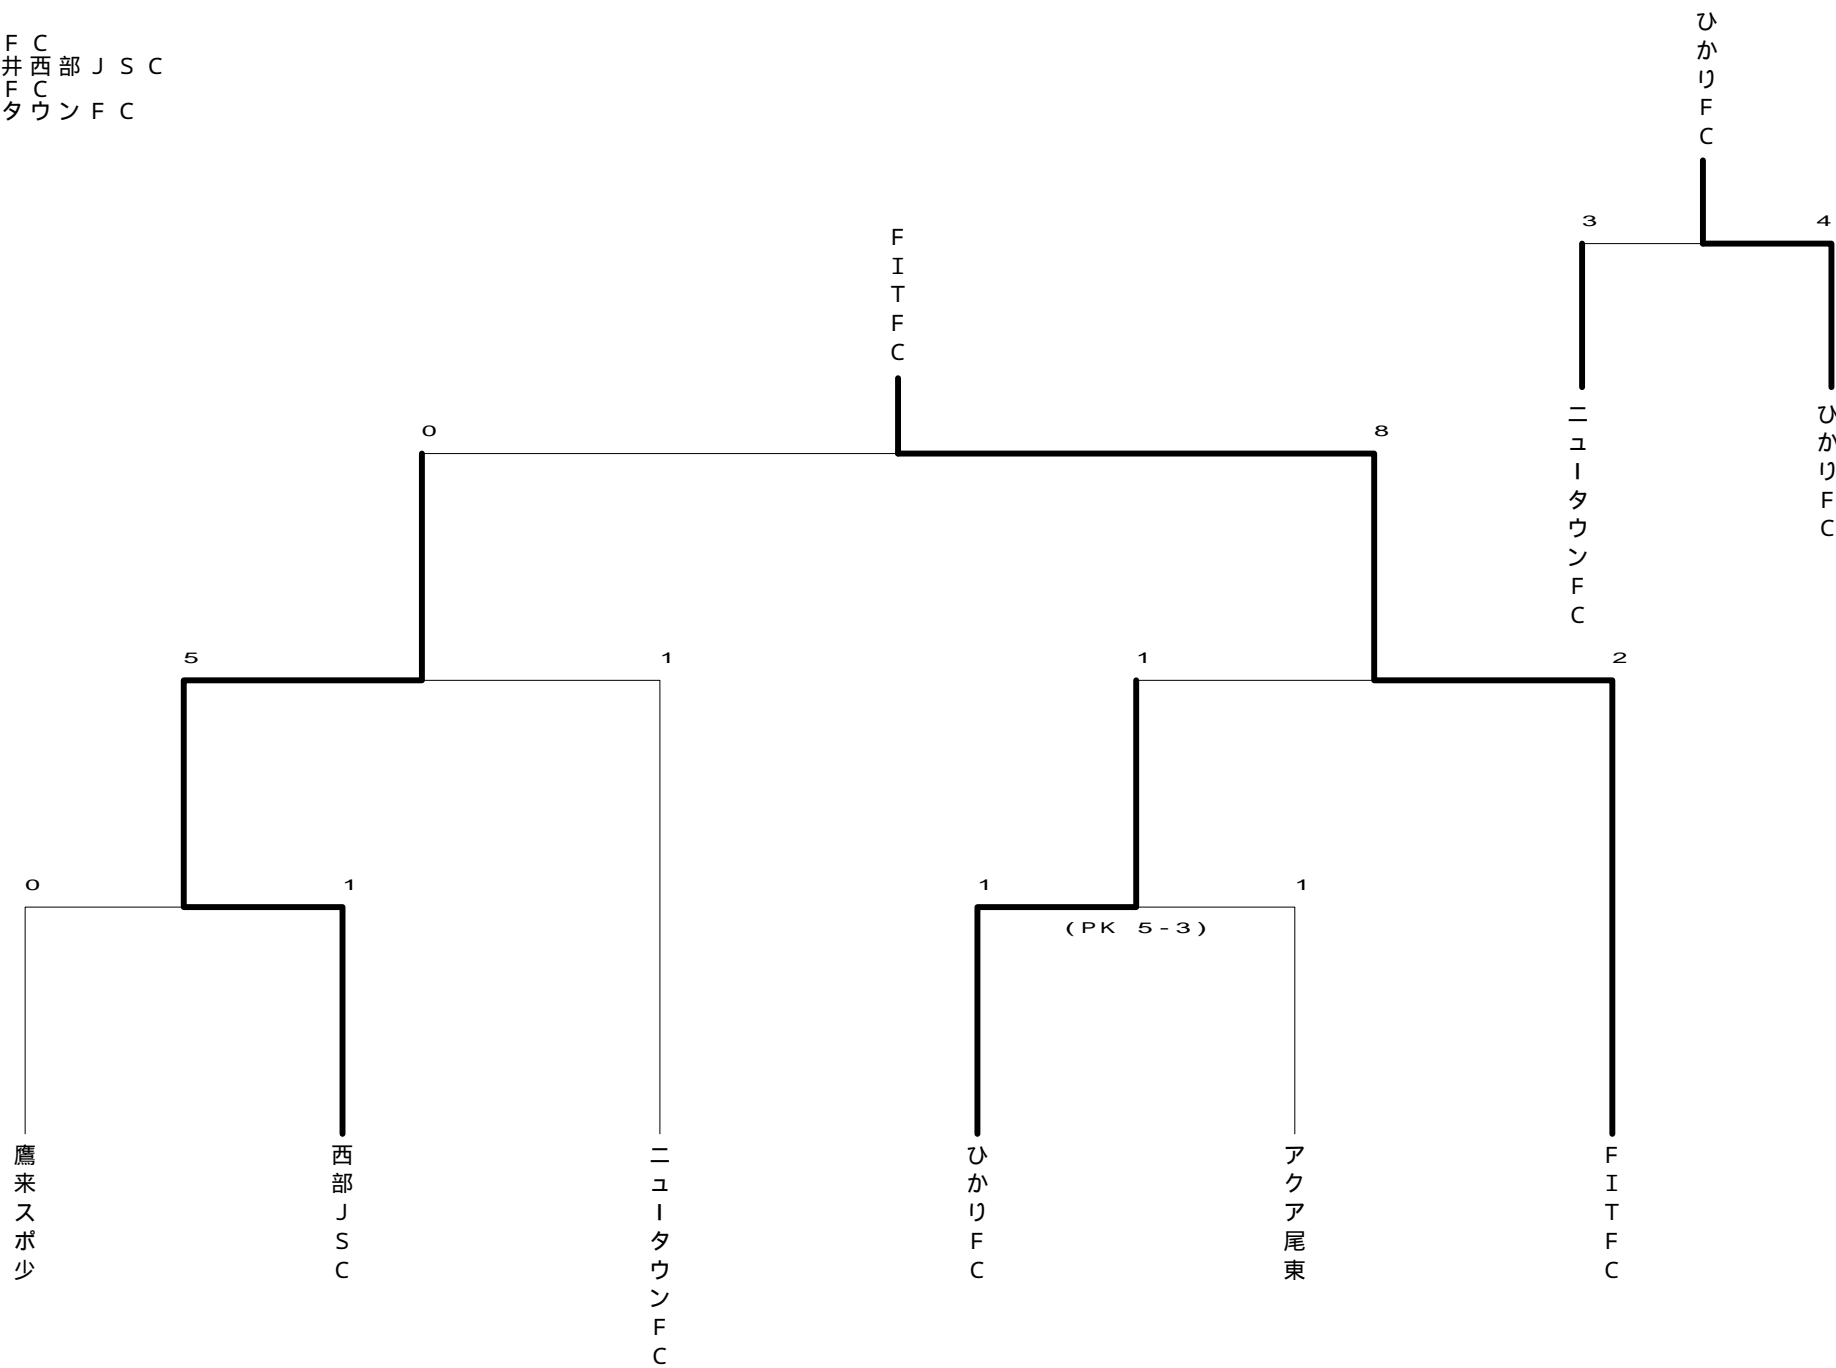 ＦＣ
井西部ＪＳＣ
ＦＣ
タウンＦＣ
ひかりＦＣ
3
4
ニュータウンＦＣ
ひかりＦＣ
ＦＩＴＦＣ
0
8
5
1
1
2
0
1
1
1
(PK 5-3)
鷹来スポ少
西部ＪＳＣ
ニュータウンＦＣ
ひかりＦＣ
アクア尾東
ＦＩＴＦＣ